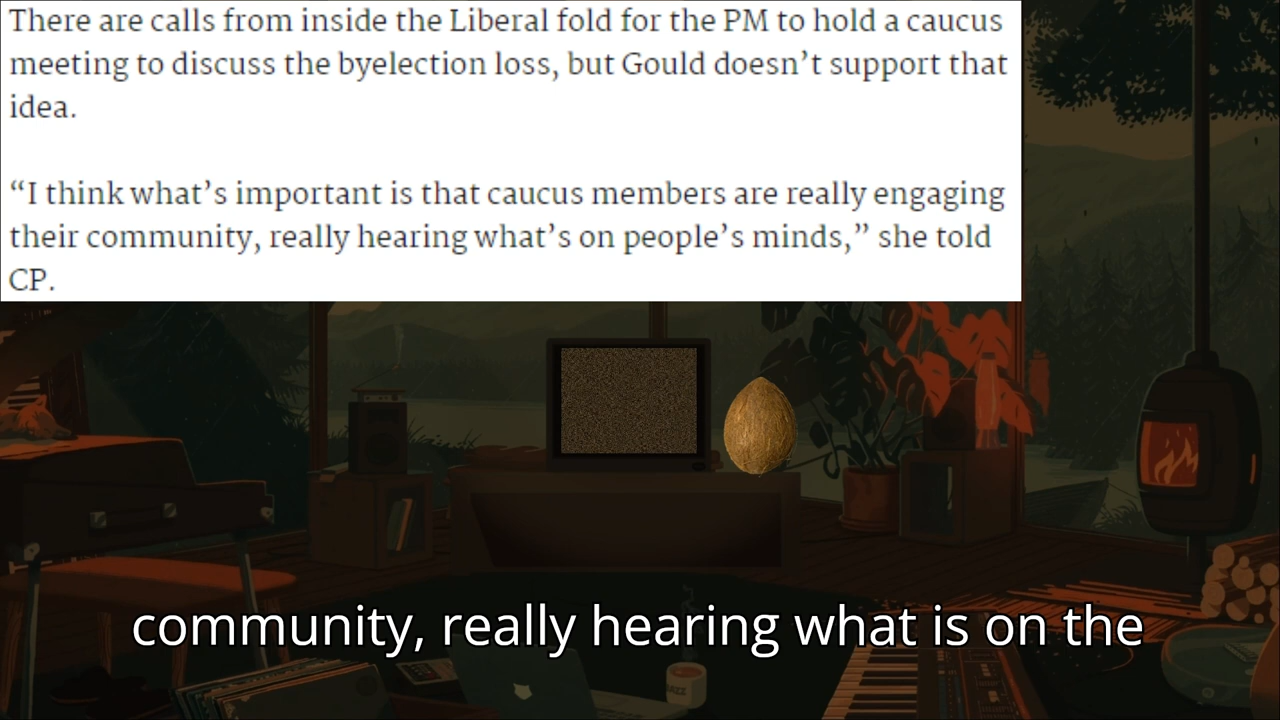 There are calls from inside the Liberal fold for the PM to hold a caucus
meeting to discuss the byelection loss, but Gould doesn’t support that
idea.
“I think what’s important is that caucus members are really engaging
their community, really hearing what’s on people’s minds,” she told
CP.
community, really hearing what is on the
JAZZ